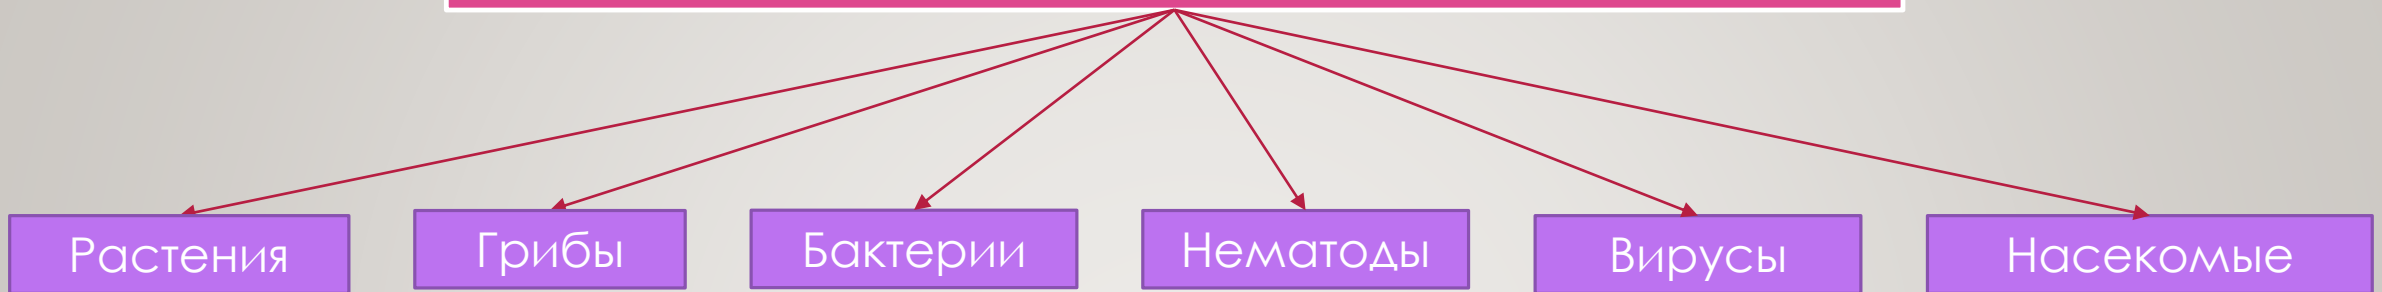 Растения
Грибы
Бактерии
Нематоды
Вирусы
Насекомые